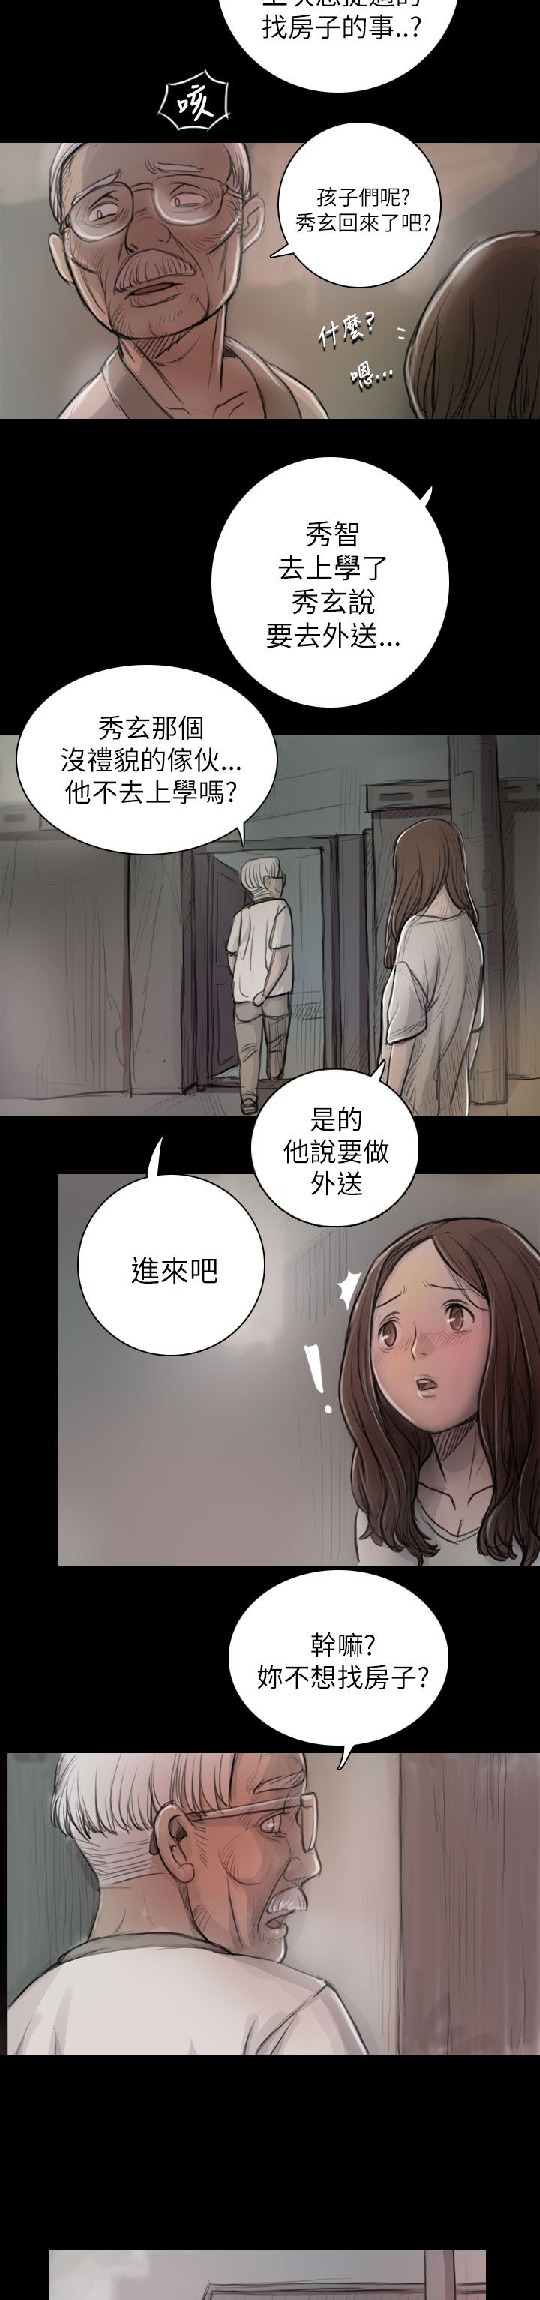 找房子的事..?
咳
孩子們呢?
秀玄回來了吧?
什麼?
嗯...
秀智
去上學了
秀玄說
要去外送...
秀玄那個
沒禮貌的傢伙...
他不去上學嗎?
是的
他說要做
外送
進來吧
!
幹嘛?
妳不想找房子?